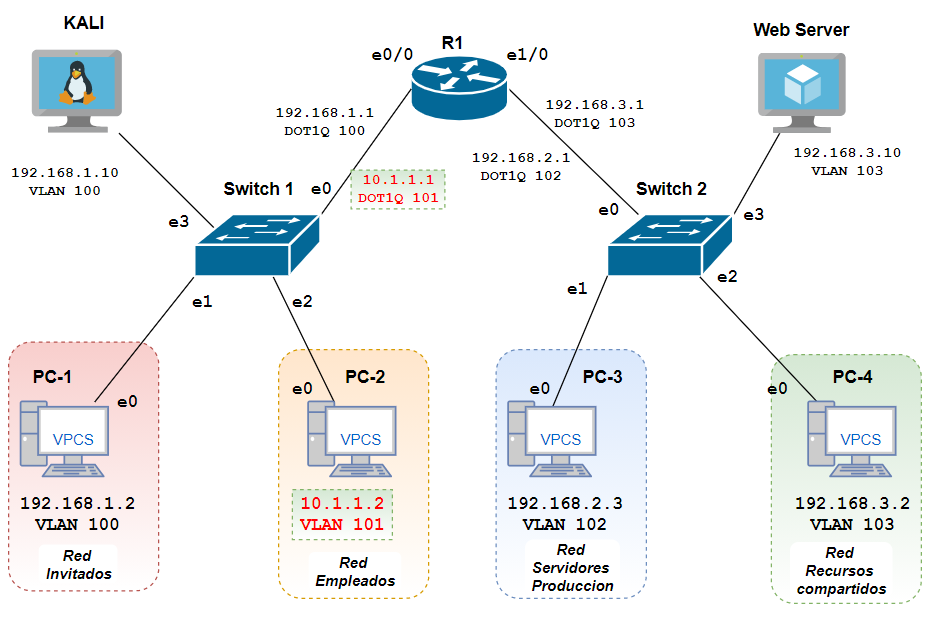 KALI
R1
Web Server
e0/0
e1/0
192.168.1.1
DOT1Q 100
192.168.3.1
DOT1Q 103
192.168.1.10
VLAN 100
10.1.1.1
DOT1Q 101
192.168.2.1
DOT1Q 102
192.168.3.10
VLAN 103
Switch 1
e0
Switch 2
e0
e3
e3
e1
e2
e1
e2
PC-1
e0
VPCS
192.168.1.2
VLAN 100
Red
Invitados
PC-2
e0
VPCS
10.1.1.2
VLAN 101
Red
Empleados
PC-3
e0
VPCS
192.168.2.3
VLAN 102
Red
Servidores
Produccion
PC-4
e0
VPCS
192.168.3.2
VLAN 103
Red
Recursos
compartidos